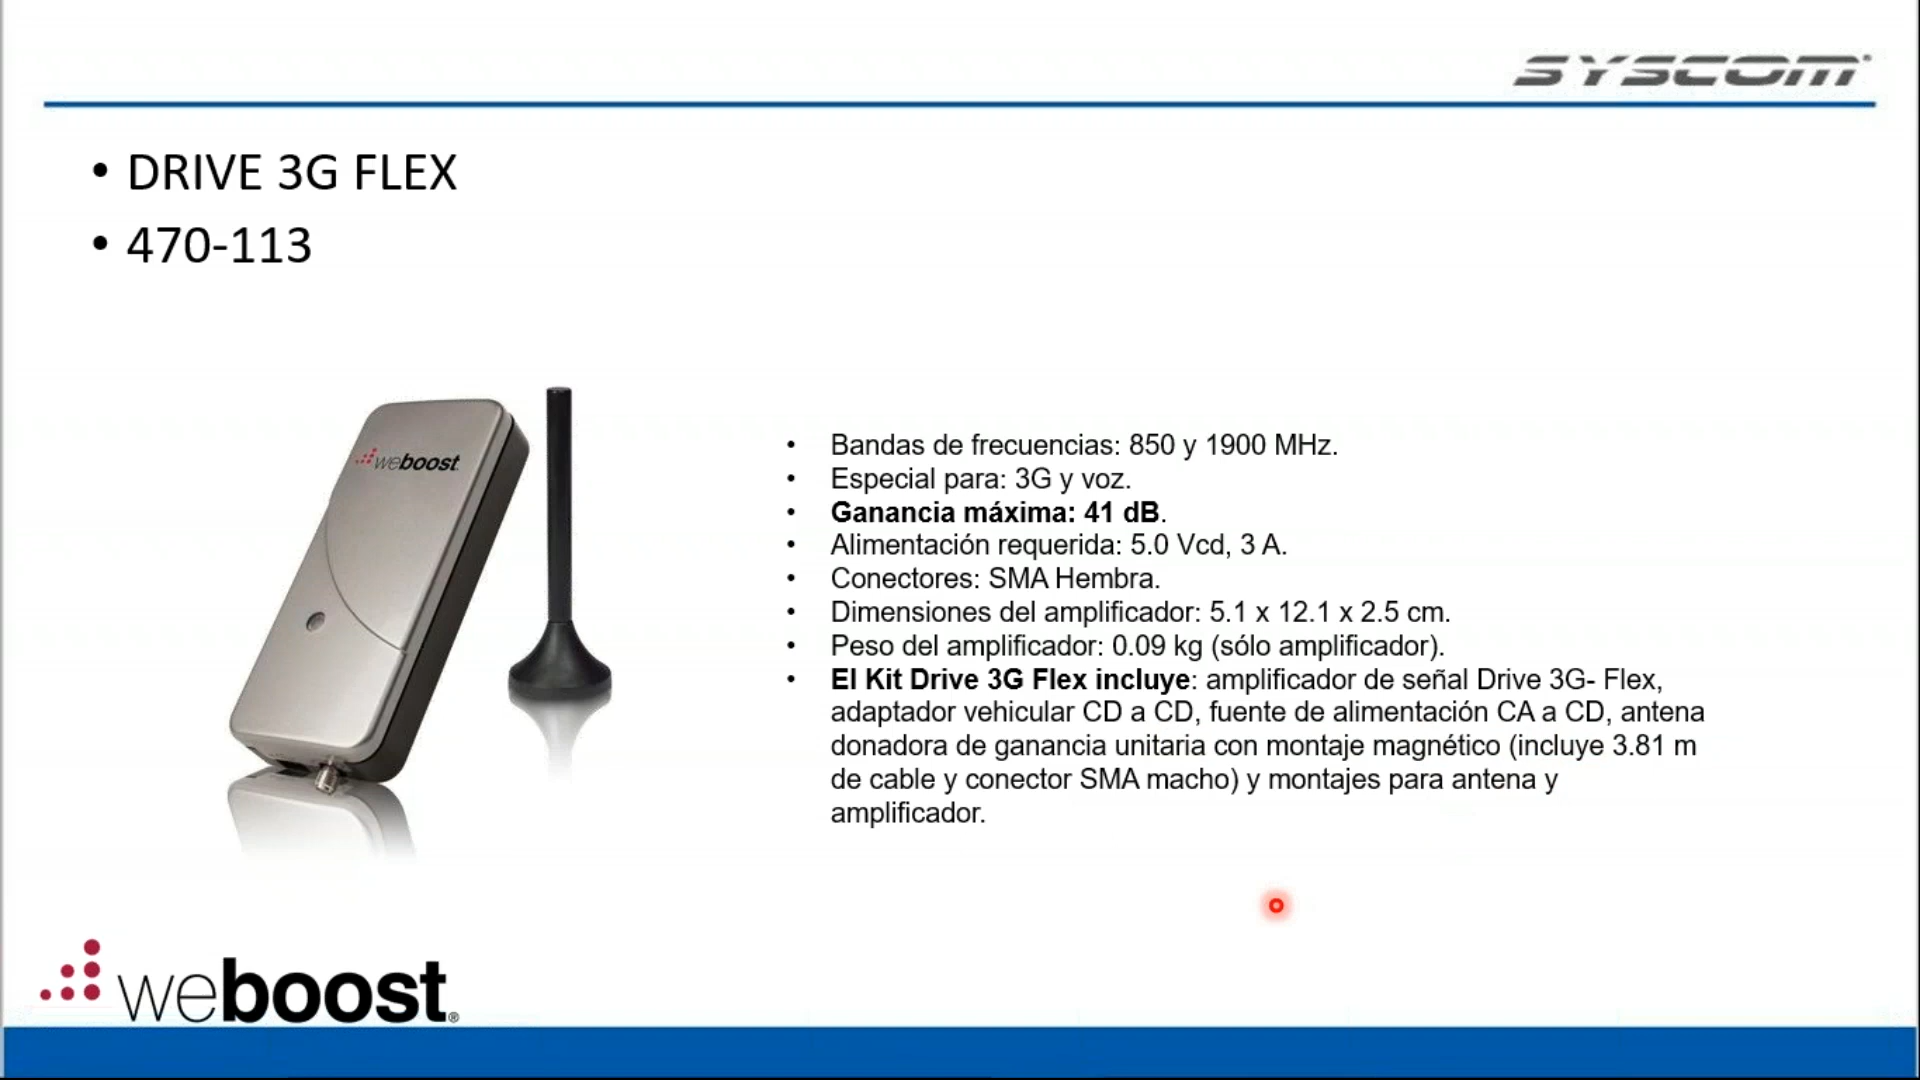 SYSCOM
• DRIVE 3G FLEX
• 470-113
weboost
• Bandas de frecuencias: 850 y 1900 MHz.
• Especial para: 3G y voz.
• Ganancia máxima: 41 dB.
• Alimentación requerida: 5.0 Vcd, 3 A.
• Conectores: SMA Hembra.
• Dimensiones del amplificador: 5.1 x 12.1 x 2.5 cm.
• Peso del amplificador: 0.09 kg (sólo amplificador).
• El Kit Drive 3G Flex incluye: amplificador de señal Drive 3G- Flex,
adaptador vehicular CD a CD, fuente de alimentación CA a CD, antena
donadora de ganancia unitaria con montaje magnético (incluye 3.81 m
de cable y conector SMA macho) y montajes para antena y
amplificador.
weboost®